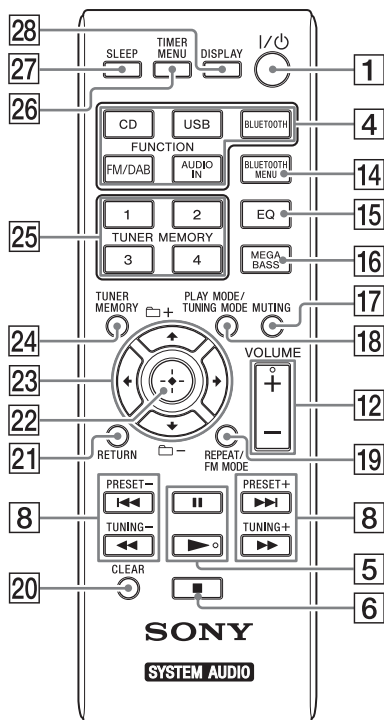 28
SLEEP
TIMER
MENU
DISPLAY
I/⏻
27
26
1
CD
USB
BLUETOOTH
4
FUNCTION
FM/DAB
AUDIO
IN
BLUETOOTH
MENU
14
25
1
2
EQ
15
TUNER MEMORY
3
4
MEGA
BASS
16
TUNER
MEMORY
+
PLAY MODE/
TUNING MODE
MUTING
17
24
18
VOLUME
23
+
12
22
−
21
RETURN
−
REPEAT/
FM MODE
19
PRESET−
PRESET+
8
8
TUNING−
TUNING+
5
CLEAR
20
6
SONY
SYSTEM AUDIO